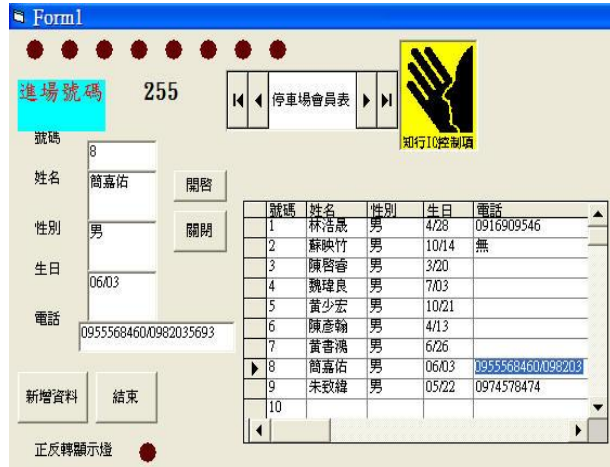 Form1
進場號碼 255
停車場會員表
知行IO控制項
號碼 8
姓名 簡嘉佑
開啓
性別 男
關閉
生日 06/03
電話 0955568460/0982035693
新增資料 結束
正反轉顯示燈
號碼 姓名 性別 生日 電話
1 林浩晟 男 4/28 0916909546
2 蘇映竹 男 10/14 無
3 陳啓睿 男 3/20
4 魏瑋良 男 7/03
5 黃少宏 男 10/21
6 陳彥翰 男 4/13
7 黃書鴻 男 6/26
8 簡嘉佑 男 06/03 0955568460/098203
9 朱致緯 男 05/22 0974578474
10